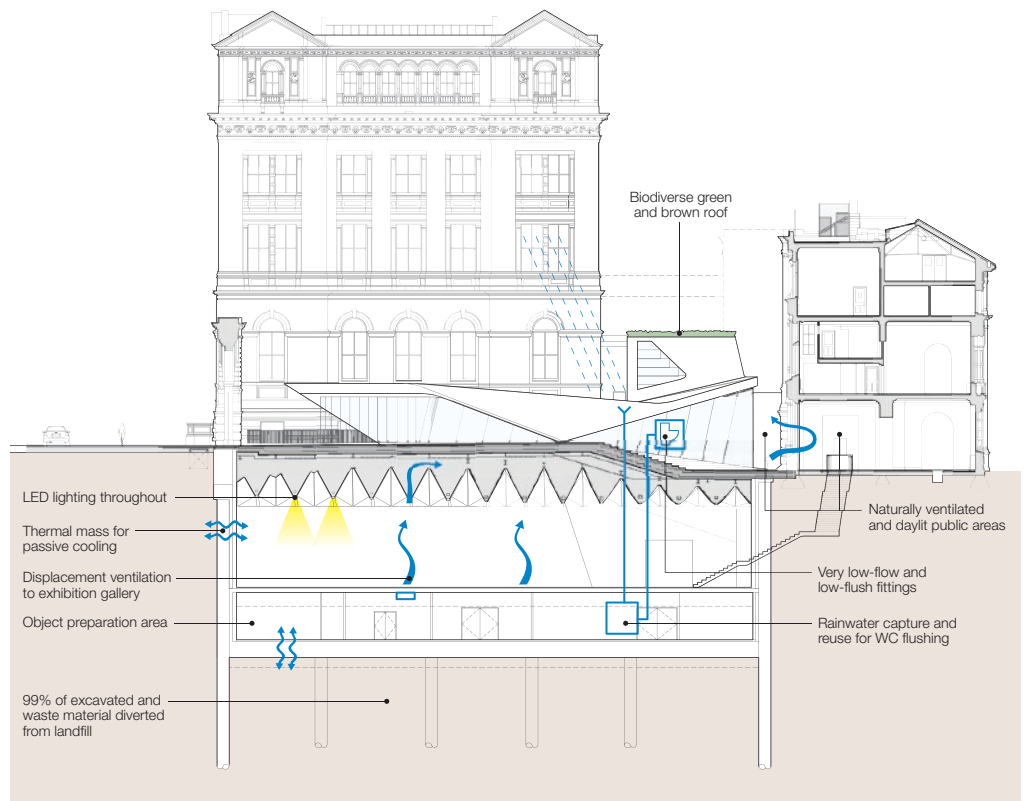 Biodiverse green
and brown roof
LED lighting throughout
Thermal mass for
passive cooling
Displacement ventilation
to exhibition gallery
Object preparation area
99% of excavated and
waste material diverted
from landfill
Naturally ventilated
and daylit public areas
Very low-flow and
low-flush fittings
Rainwater capture and
reuse for WC flushing